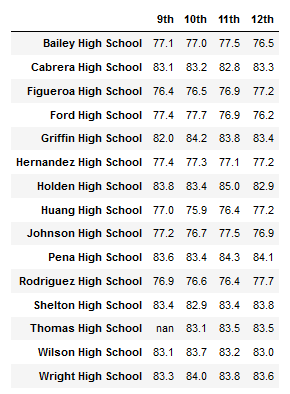 9th 10th 11th 12th
Bailey High School 77.1 77.0 77.5 76.5
Cabrera High School 83.1 83.2 82.8 83.3
Figueroa High School 76.4 76.5 76.9 77.2
Ford High School 77.4 77.7 76.9 76.2
Griffin High School 82.0 84.2 83.8 83.4
Hernandez High School 77.4 77.3 77.1 77.2
Holden High School 83.8 83.4 85.0 82.9
Huang High School 77.0 75.9 76.4 77.2
Johnson High School 77.2 76.7 77.5 76.9
Pena High School 83.6 83.4 84.3 84.1
Rodriguez High School 76.9 76.6 76.4 77.7
Shelton High School 83.4 82.9 83.4 83.8
Thomas High School nan 83.1 83.5 83.5
Wilson High School 83.1 83.7 83.2 83.0
Wright High School 83.3 84.0 83.8 83.6